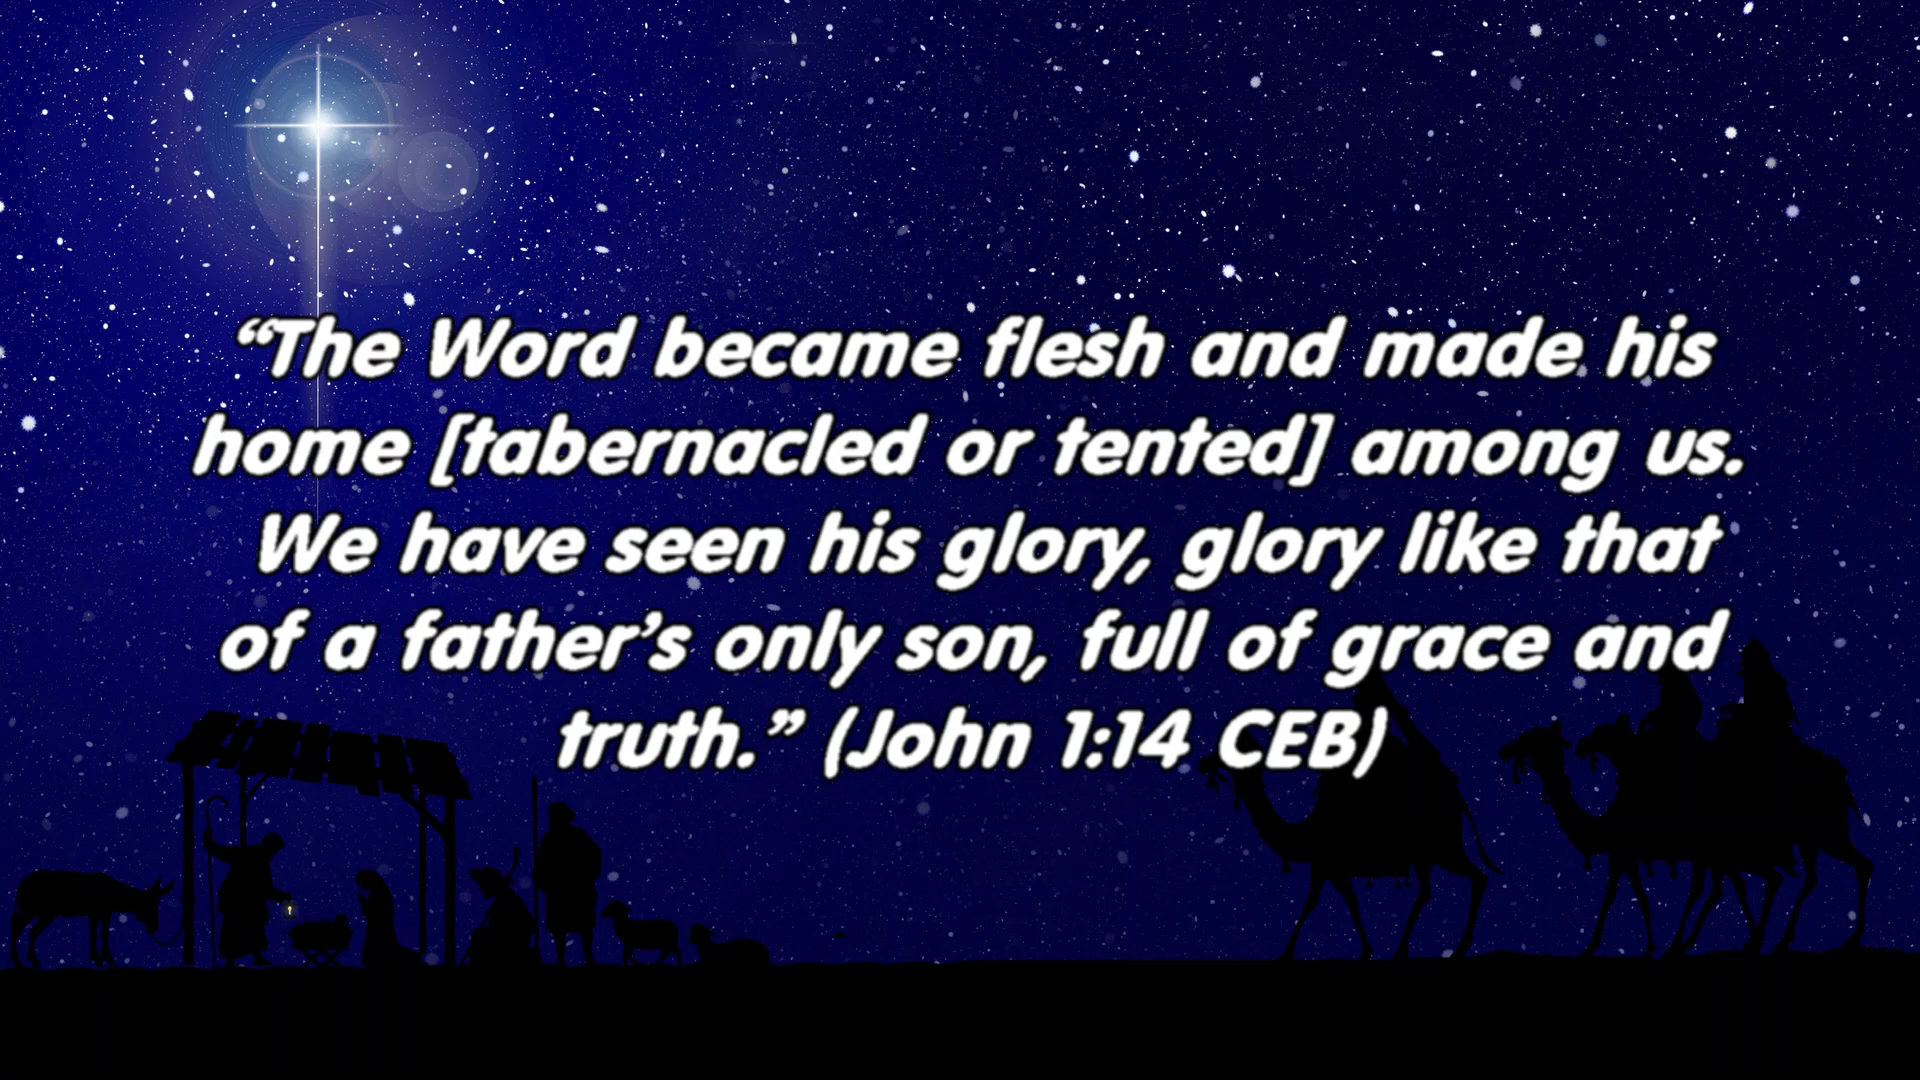 “The Word became flesh and made his
home [tabernacled or tented] among us.
We have seen his glory, glory like that
of a father’s only son, full of grace and
truth.” (John 1:14 CEB)